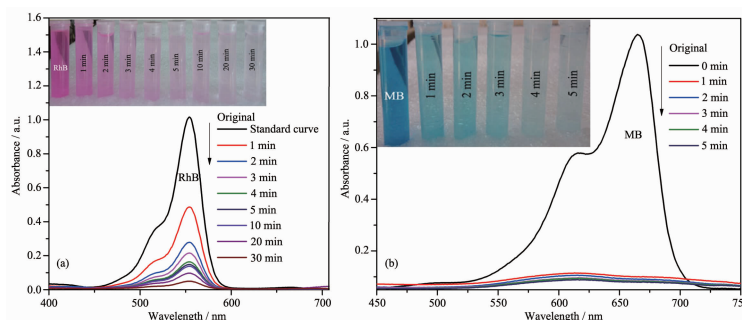 1.6
1.4
1.2
1.0
0.8
0.6
0.4
0.2
0.0
Absorbance / a.u.
RhB
1 min
2 min
3 min
4 min
5 min
10 min
20 min
30 min
Original
Standard curve
1 min
2 min
3 min
4 min
5 min
10 min
20 min
30 min
RhB
(a)
400
500
600
700
Wavelength / nm
1.0
0.8
0.6
0.4
0.2
Absorbance / a.u.
MB
1 min
2 min
3 min
4 min
5 min
Original
0 min
1 min
2 min
3 min
4 min
5 min
MB
(b)
450
500
550
600
650
700
750
Wavelength / nm